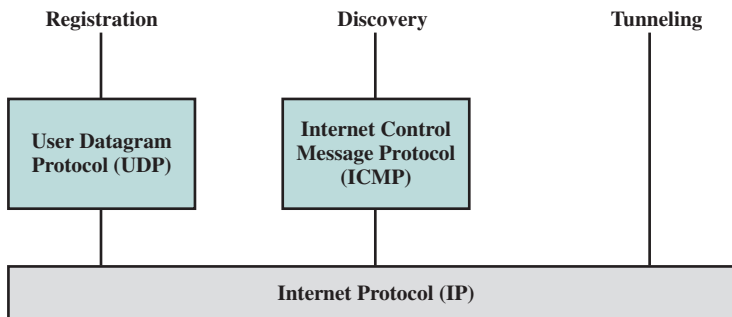 Registration
Discovery
Tunneling
User Datagram
Protocol (UDP)
Internet Control
Message Protocol
(ICMP)
Internet Protocol (IP)